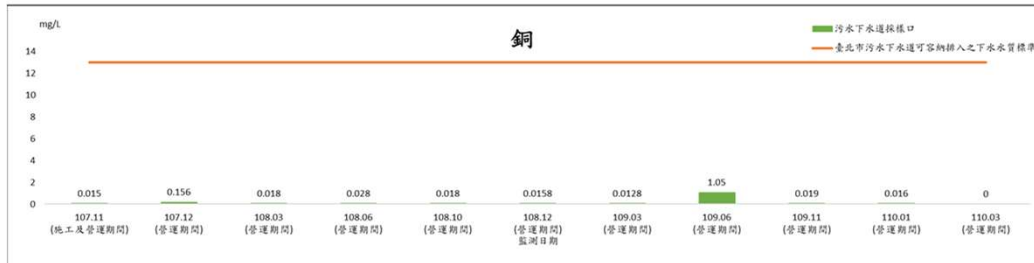 mg/L
銅
污水下水道採樣口
臺北市污水下水道可容納排入之下水水質標準
14
12
10
8
6
4
2
0
0.015
0.156
0.018
0.028
0.018
0.0158
0.0128
1.05
0.019
0.016
0
107.11
(施工及營運期間)
107.12
(營運期間)
108.03
(營運期間)
108.06
(營運期間)
108.10
(營運期間)
108.12
(營運期間)
109.03
(營運期間)
109.06
(營運期間)
109.11
(營運期間)
110.01
(營運期間)
110.03
(營運期間)
監測日期